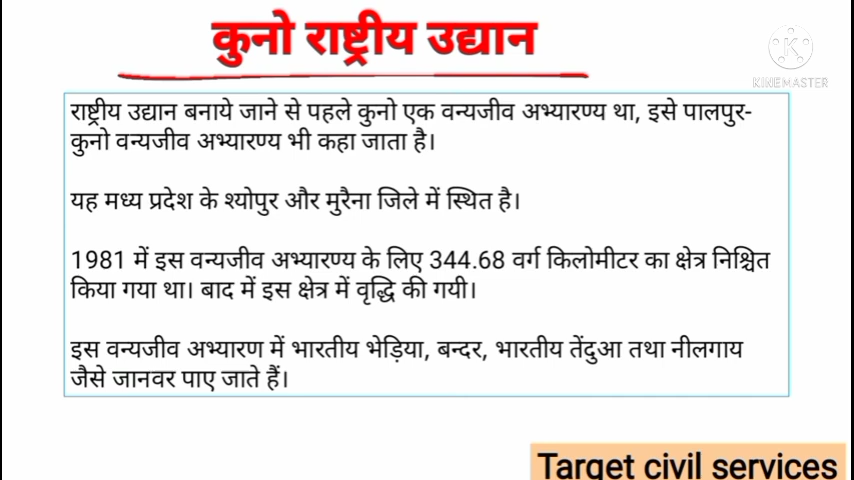 कुनो राष्ट्रीय उद्यान
K
KINEMASTER
राष्ट्रीय उद्यान बनाये जाने से पहले कुनो एक वन्यजीव अभ्यारण्य था, इसे पालपुर-
कुनो वन्यजीव अभ्यारण्य भी कहा जाता है।
यह मध्य प्रदेश के श्योपुर और मुरैना जिले में स्थित है।
1981 में इस वन्यजीव अभ्यारण्य के लिए 344.68 वर्ग किलोमीटर का क्षेत्र निश्चित
किया गया था। बाद में इस क्षेत्र में वृद्धि की गयी।
इस वन्यजीव अभ्यारण में भारतीय भेड़िया, बन्दर, भारतीय तेंदुआ तथा नीलगाय
जैसे जानवर पाए जाते हैं।
Target civil services